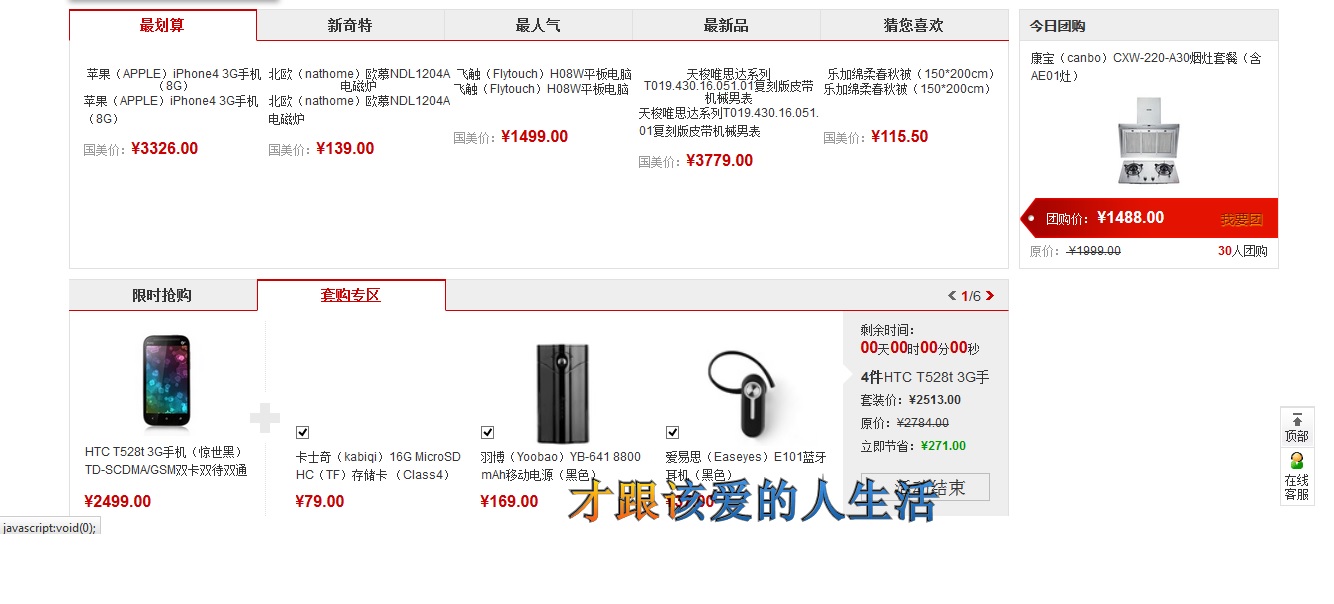 最划算
新奇特
最人气
最新品
猜您喜欢
苹果（APPLE）iPhone4 3G手机
（8G）
苹果（APPLE）iPhone4 3G手机
（8G）
国美价：¥3326.00
北欧（nathome）欧慕NDL1204A
电磁炉
北欧（nathome）欧慕NDL1204A
电磁炉
国美价：¥139.00
飞触（Flytouch）H08W平板电脑
飞触（Flytouch）H08W平板电脑
国美价：¥1499.00
天梭唯思达系列
T019.430.16.051.01复刻版皮带
机械男表
天梭唯思达系列T019.430.16.051.
01复刻版皮带机械男表
国美价：¥3779.00
乐加绵柔春秋被（150*200cm）
乐加绵柔春秋被（150*200cm）
国美价：¥115.50
今日团购
康宝（canbo）CXW-220-A30烟灶套餐（含
AE01灶）
团购价：¥1488.00
我要团
原价：¥1999.00
30人团购
限时抢购
套购专区
1/6
HTC T528t 3G手机（惊世黑）
TD-SCDMA/GSM双卡双待双通
¥2499.00
卡士奇（kabiqi）16G MicroSD
HC（TF）存储卡（Class4）
¥79.00
羽博（Yoobao）YB-641 8800
mAh移动电源（黑色）
¥169.00
爱易思（Easeyes）E101蓝牙
耳机（黑色）
剩余时间：
00天00时00分00秒
4件HTC T528t 3G手
套装价：¥2513.00
原价：¥2784.00
立即节省：¥271.00
结束
才跟该爱的人生活
顶部
在线
客服
javascript:void(0);